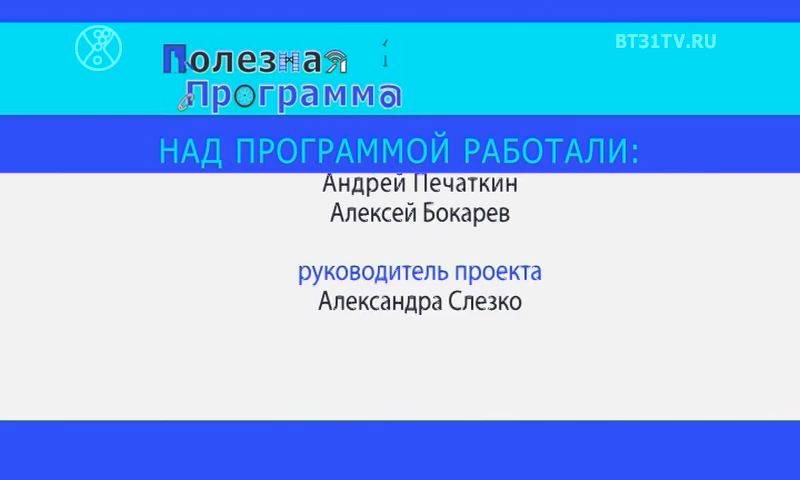 BT31TV.RU
Полезная
Программа
НАД ПРОГРАММОЙ РАБОТАЛИ:
Андрей Печаткин
Алексей Бокарев
руководитель проекта
Александра Слезко